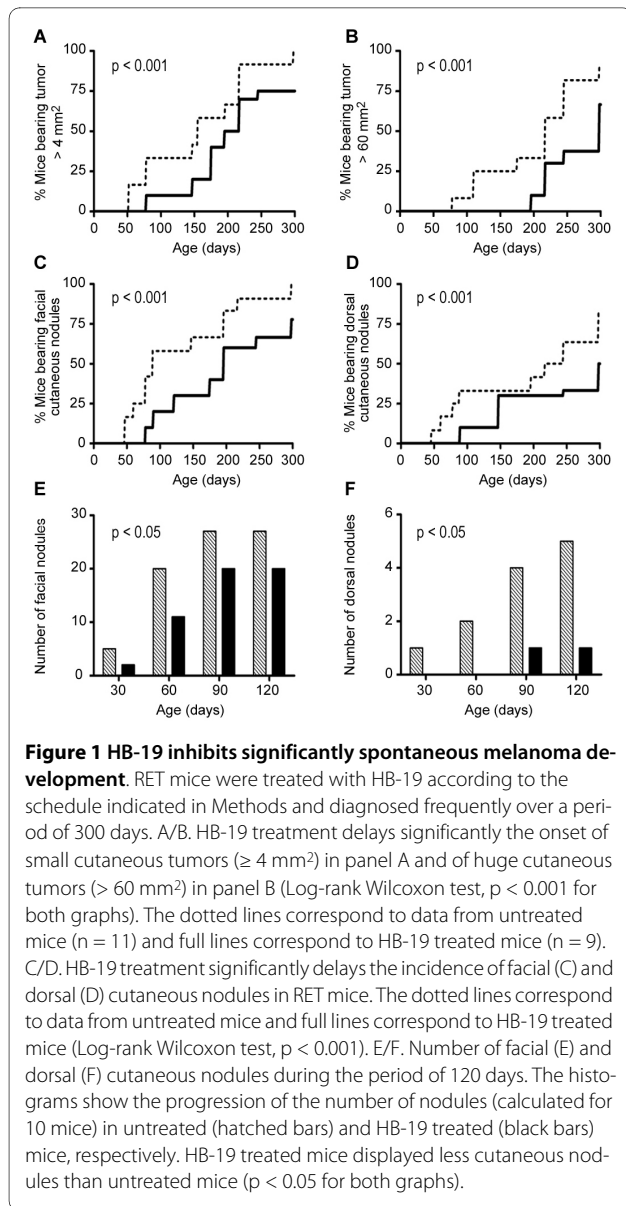 A
B
p < 0.001
p < 0.001
% Mice bearing tumor
> 4 mm²
% Mice bearing tumor
> 60 mm²
100
75
50
25
0
100
75
50
25
0
0 50 100 150 200 250 300
0 50 100 150 200 250 300
Age (days)
Age (days)
C
D
p < 0.001
p < 0.001
% Mice bearing facial
cutaneous nodules
% Mice bearing dorsal
cutaneous nodules
100
75
50
25
0
100
75
50
25
0
0 50 100 150 200 250 300
0 50 100 150 200 250 300
Age (days)
Age (days)
E
F
p < 0.05
p < 0.05
Number of facial nodules
Number of dorsal nodules
30
20
10
0
6
4
2
0
30 60 90 120
30 60 90 120
Age (days)
Age (days)
Figure 1 HB-19 inhibits significantly spontaneous melanoma de-
velopment. RET mice were treated with HB-19 according to the
schedule indicated in Methods and diagnosed frequently over a peri-
od of 300 days. A/B. HB-19 treatment delays significantly the onset of
small cutaneous tumors (≥ 4 mm²) in panel A and of huge cutaneous
tumors (> 60 mm²) in panel B (Log-rank Wilcoxon test, p < 0.001 for
both graphs). The dotted lines correspond to data from untreated
mice (n = 11) and full lines correspond to HB-19 treated mice (n = 9).
C/D. HB-19 treatment significantly delays the incidence of facial (C) and
dorsal (D) cutaneous nodules in RET mice. The dotted lines correspond
to data from untreated mice and full lines correspond to HB-19 treated
mice (Log-rank Wilcoxon test, p < 0.001). E/F. Number of facial (E) and
dorsal (F) cutaneous nodules during the period of 120 days. The histo-
grams show the progression of the number of nodules (calculated for
10 mice) in untreated (hatched bars) and HB-19 treated (black bars)
mice, respectively. HB-19 treated mice displayed less cutaneous nod-
ules than untreated mice (p < 0.05 for both graphs).